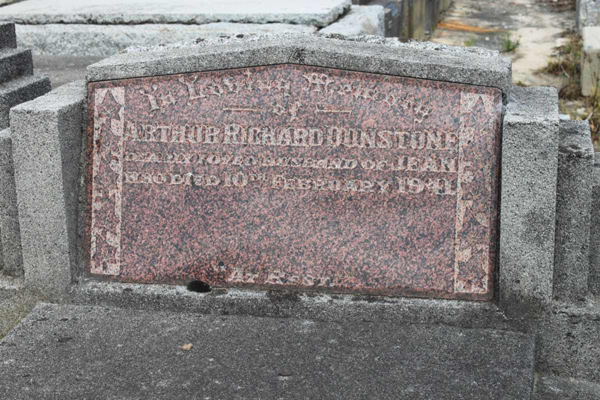 In Loving Memory
of
ARTHUR RICHARD DUNSTONE
DEARLY LOVED HUSBAND OF JEAN
WHO DIED 10TH FEBRUARY 1941
"At Rest"